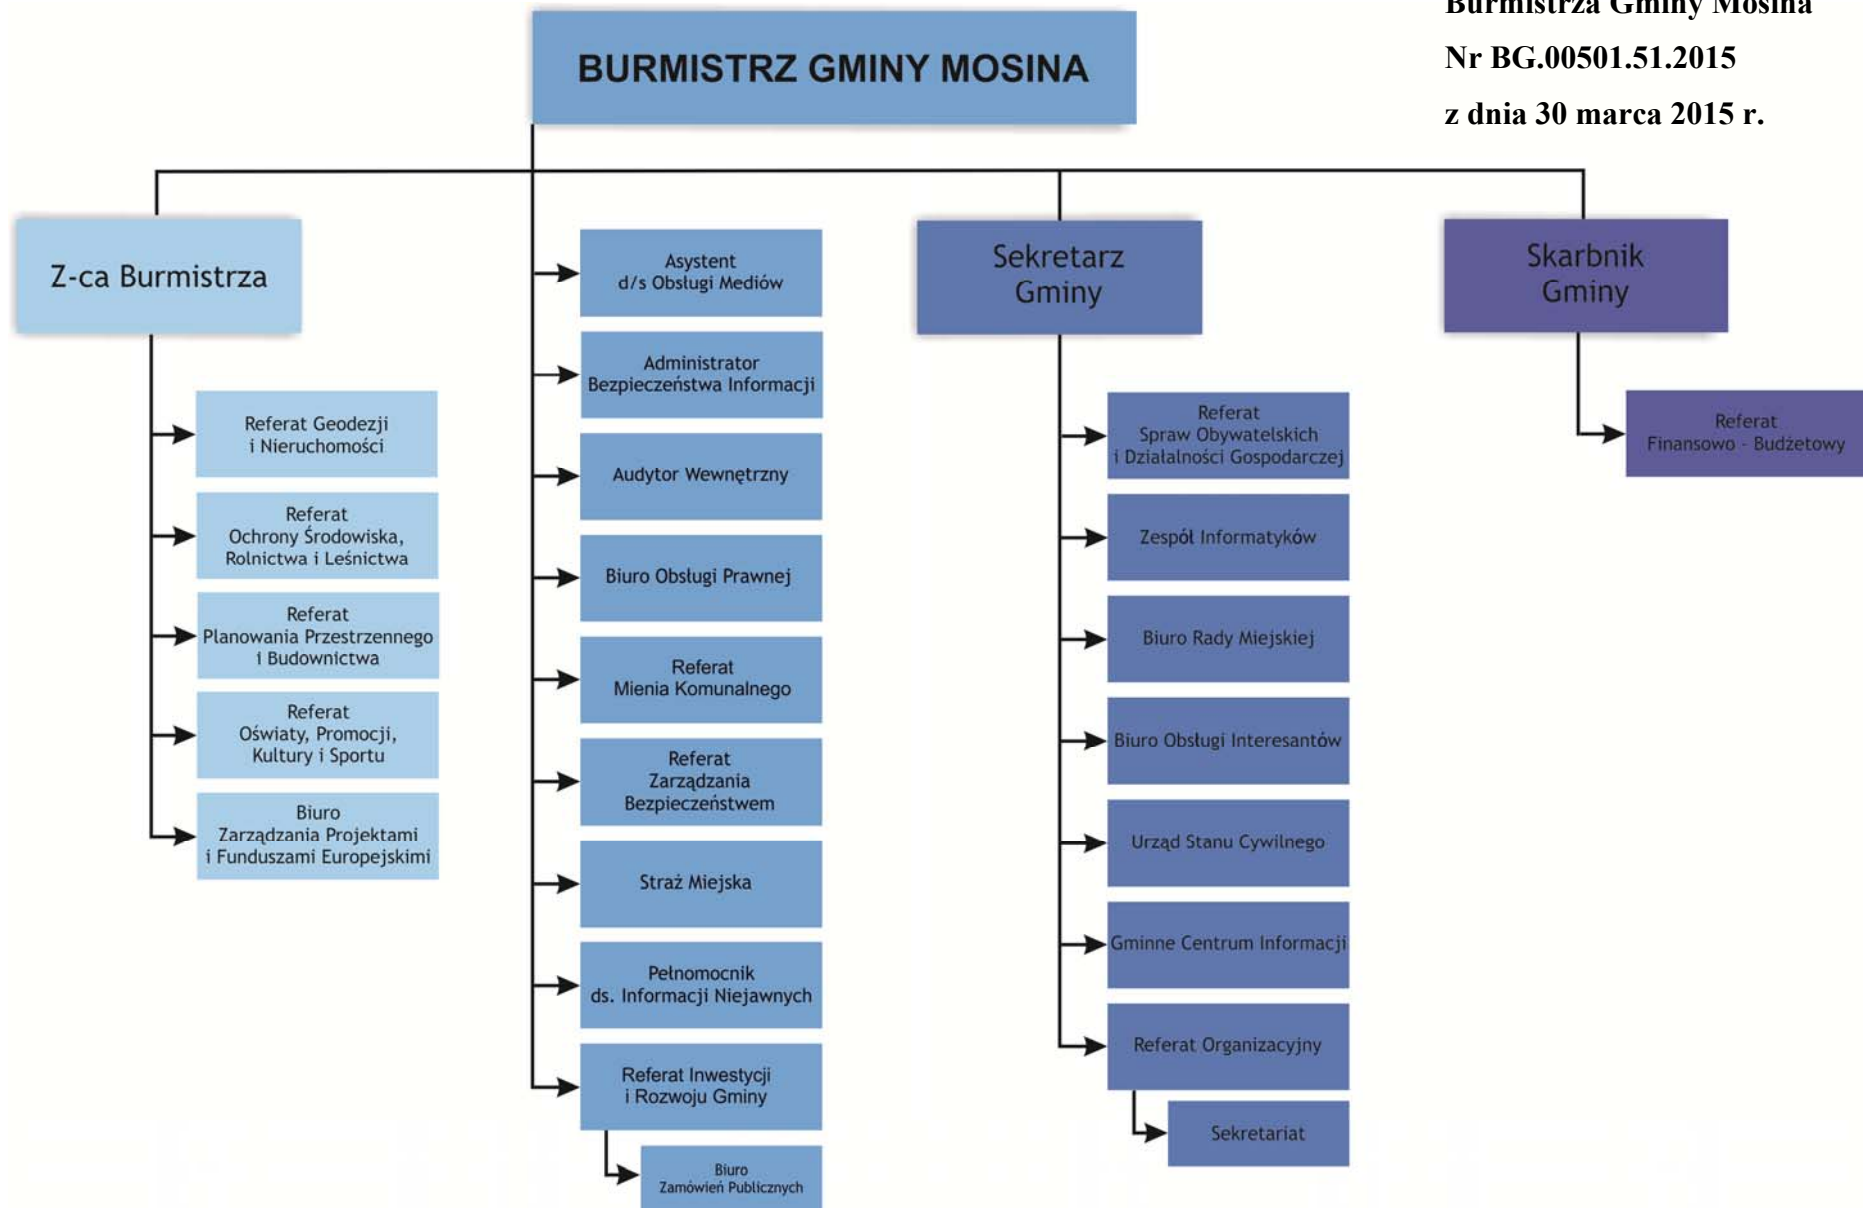 Burmistrza Gminy Mosina
Nr BG.00501.51.2015
z dnia 30 marca 2015 r.
BURMISTRZ GMINY MOSINA
Z-ca Burmistrza
Referat Geodezji
i Nieruchomości
Referat
Ochrony Środowiska,
Rolnictwa i Leśnictwa
Referat
Planowania Przestrzennego
i Budownictwa
Referat
Oświaty, Promocji,
Kultury i Sportu
Biuro
Zarządzania Projektami
i Funduszami Europejskimi
Asystent
d/s Obsługi Mediów
Administrator
Bezpieczeństwa Informacji
Audytor Wewnętrzny
Biuro Obsługi Prawnej
Referat
Mienia Komunalnego
Referat
Zarządzania
Bezpieczeństwem
Straż Miejska
Pełnomocnik
ds. Informacji Niejawnych
Referat Inwestycji
i Rozwoju Gminy
Biuro
Zamówień Publicznych
Sekretarz
Gminy
Referat
Spraw Obywatelskich
i Działalności Gospodarczej
Zespół Informatyków
Biuro Rady Miejskiej
Biuro Obsługi Interesantów
Urząd Stanu Cywilnego
Gminne Centrum Informacji
Referat Organizacyjny
Sekretariat
Skarbnik
Gminy
Referat
Finansowo - Budżetowy